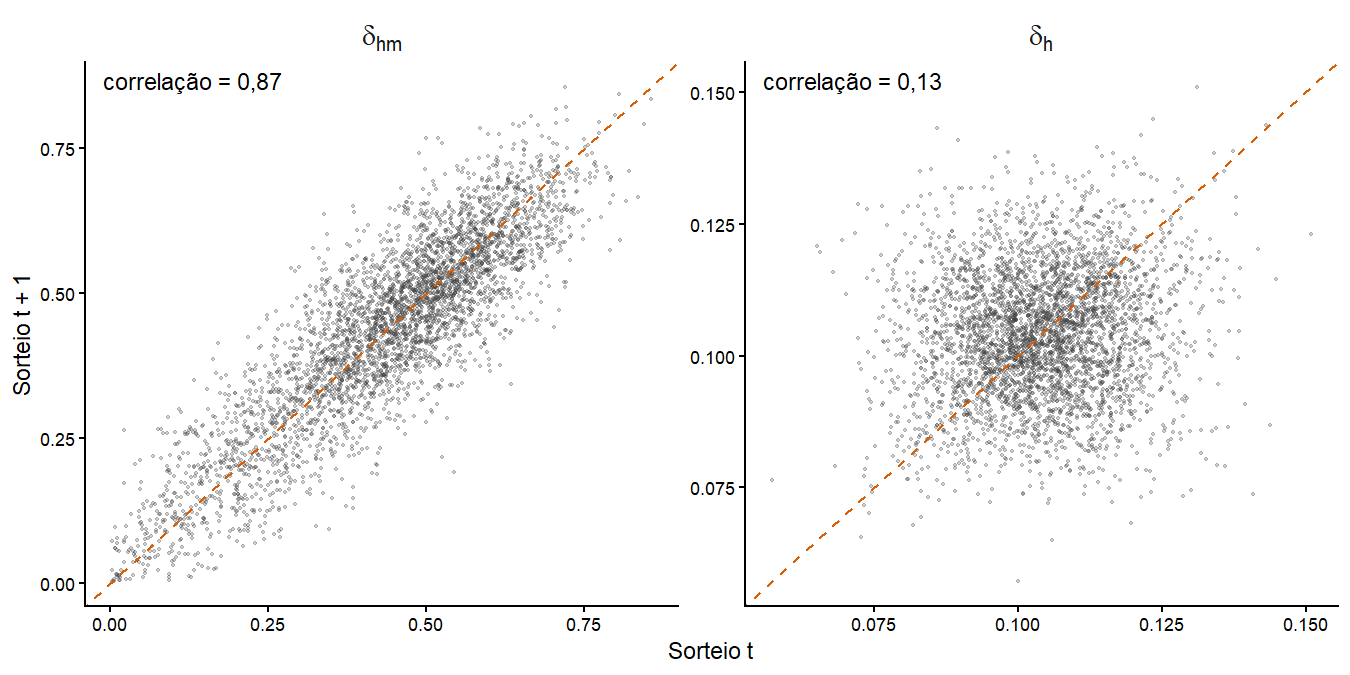 δhm
δh
correlação = 0,87
correlação = 0,13
Sorteio t + 1
0.75
0.50
0.25
0.00
0.150
0.125
0.100
0.075
0.00 0.25 0.50 0.75
0.075 0.100 0.125 0.150
Sorteio t